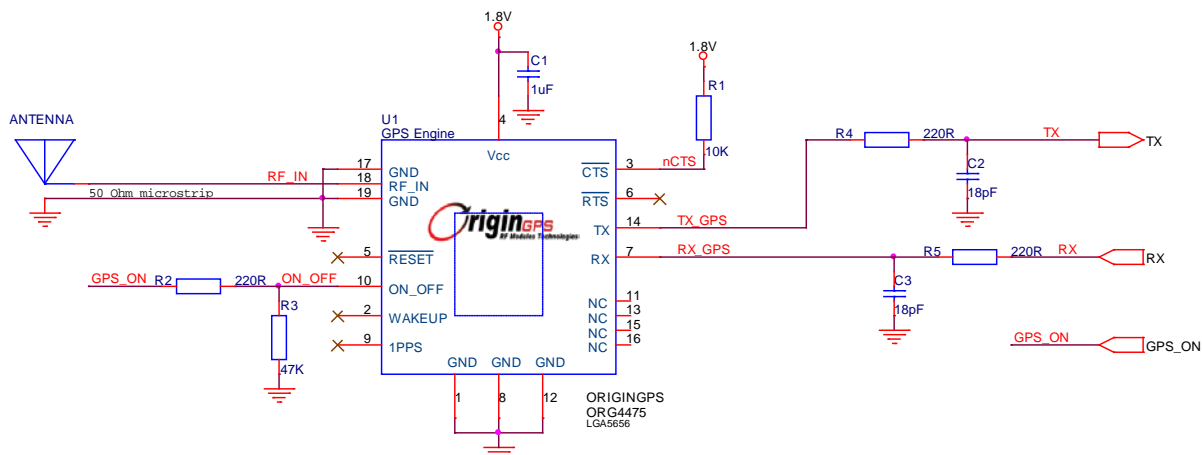 1.8V
C1
1uF
1.8V
R1
10K
ANTENNA
U1
GPS Engine
4
Vcc
R4
220R
TX
TX
C2
18pF
17
GND
RF_IN
18
RF_IN
50 Ohm microstrip
19
GND
3
nCTS
CTS
6
RTS
14
TX_GPS
TX
OriginGPS
RF Modules Technologies
5
RESET
7
RX_GPS
RX
R5
220R
RX
RX
C3
18pF
GPS_ON
R2
220R
ON_OFF
10
ON_OFF
R3
47K
2
WAKEUP
9
1PPS
11
NC
13
NC
15
NC
16
NC
GPS_ON
GPS_ON
GND
GND
GND
1
8
12
ORIGINGPS
ORG4475
LGA5656